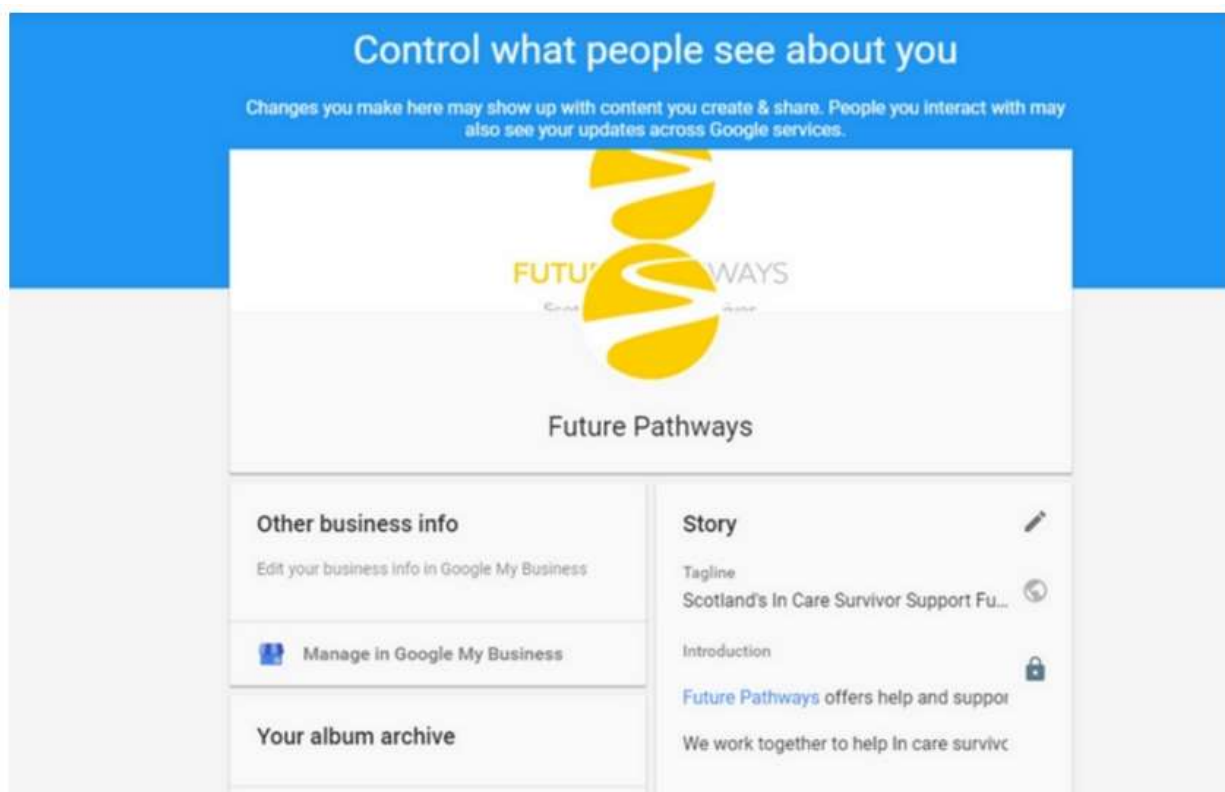 Control what people see about you
Changes you make here may show up with content you create & share. People you interact with may
also see your updates across Google services.
FUTU WAYS
Future Pathways
Other business info
Edit your business info in Google My Business
Manage in Google My Business
Your album archive
Story
Tagline
Scotland's In Care Survivor Support Fu...
Introduction
Future Pathways offers help and suppor
We work together to help In care survivc